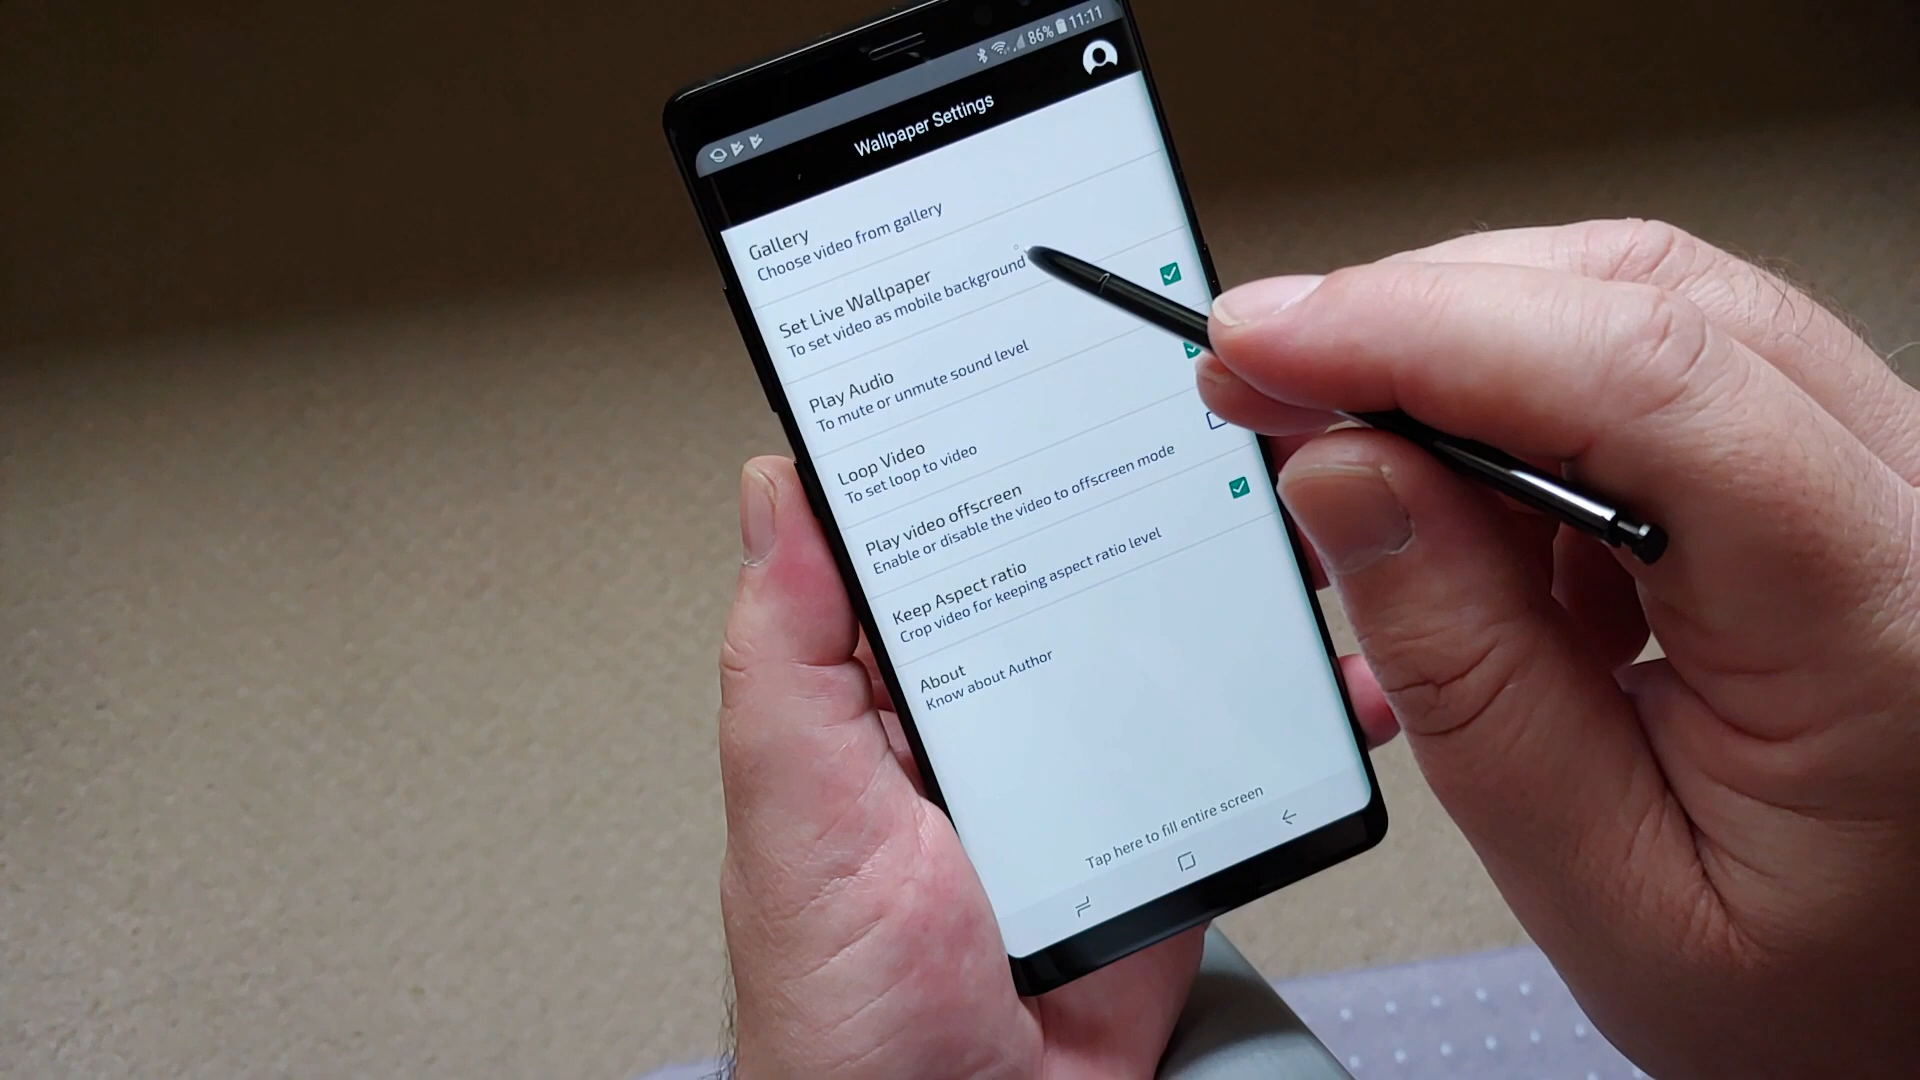 86% 11:11
Wallpaper Settings
Gallery
Choose video from gallery
Set Live Wallpaper
To set video as mobile background
Play Audio
To mute or unmute sound level
Loop Video
To set loop to video
Play video offscreen
Enable or disable the video to offscreen mode
Keep Aspect ratio
Crop video for keeping aspect ratio level
About
Know about Author
Tap here to fill entire screen